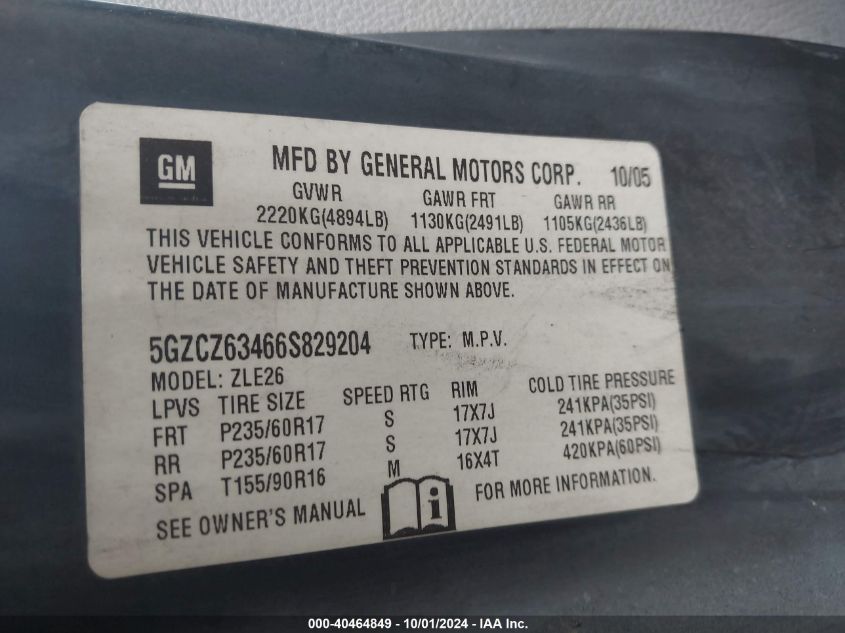 GM
MFD BY GENERAL MOTORS CORP. 10/05
GVWR GAWR FRT GAWR RR
2220KG(4894LB) 1130KG(2491LB) 1105KG(2436LB)
THIS VEHICLE CONFORMS TO ALL APPLICABLE U.S. FEDERAL MOTOR
VEHICLE SAFETY AND THEFT PREVENTION STANDARDS IN EFFECT ON
THE DATE OF MANUFACTURE SHOWN ABOVE.
5GZCZ63466S829204 TYPE: M.P.V.
MODEL: ZLE26
LPVS TIRE SIZE SPEED RTG RIM COLD TIRE PRESSURE
FRT P235/60R17 S 17X7J 241KPA(35PSI)
RR P235/60R17 S 17X7J 241KPA(35PSI)
SPA T155/90R16 M 16X4T 420KPA(60PSI)
SEE OWNER'S MANUAL i FOR MORE INFORMATION.
000-40464849 - 10/01/2024 - IAA Inc.